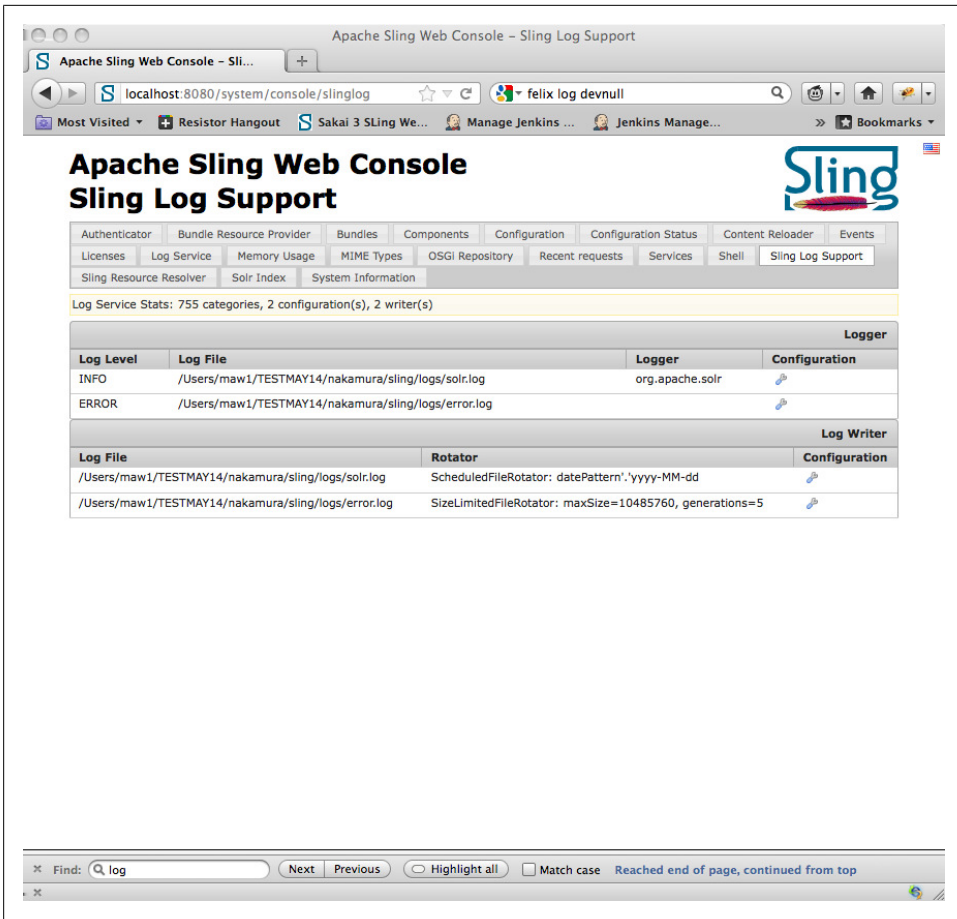 Apache Sling Web Console – Sling Log Support
Apache Sling Web Console – Sli...
localhost:8080/system/console/slinglog felix log devnull
Most Visited Resistor Hangout Sakai 3 SLing We... Manage Jenkins ... Jenkins Manage... » Bookmarks
Apache Sling Web Console
Sling Log Support
Sling
Authenticator Bundle Resource Provider Bundles Components Configuration Configuration Status Content Reloader Events
Licenses Log Service Memory Usage MIME Types OSGi Repository Recent requests Services Shell Sling Log Support
Sling Resource Resolver Solr Index System Information
Log Service Stats: 755 categories, 2 configuration(s), 2 writer(s)
Logger
Log Level Log File Logger Configuration
INFO /Users/maw1/TESTMAY14/nakamura/sling/logs/solr.log org.apache.solr
ERROR /Users/maw1/TESTMAY14/nakamura/sling/logs/error.log
Log Writer
Log File Rotator Configuration
/Users/maw1/TESTMAY14/nakamura/sling/logs/solr.log ScheduledFileRotator: datePattern'.'yyyy-MM-dd
/Users/maw1/TESTMAY14/nakamura/sling/logs/error.log SizeLimitedFileRotator: maxSize=10485760, generations=5
Find: log Next Previous Highlight all Match case Reached end of page, continued from top